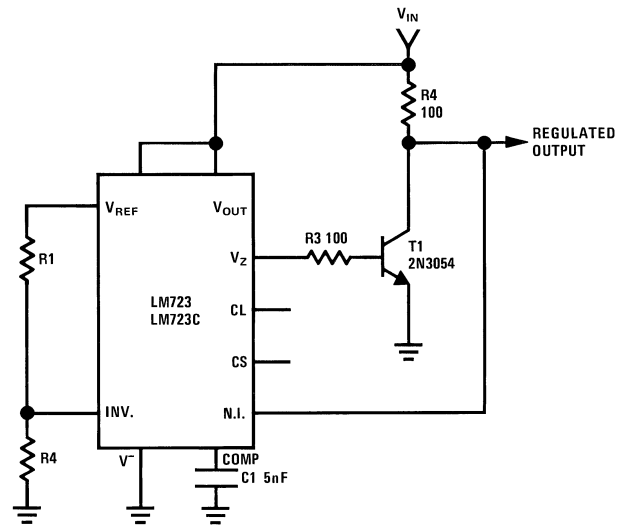 VIN
R4
100
REGULATED
OUTPUT
VREF
VOUT
R1
R3 100
T1
2N3054
VZ
LM723
LM723C
CL
CS
INV.
N.I.
R4
V-
COMP
C1 5nF